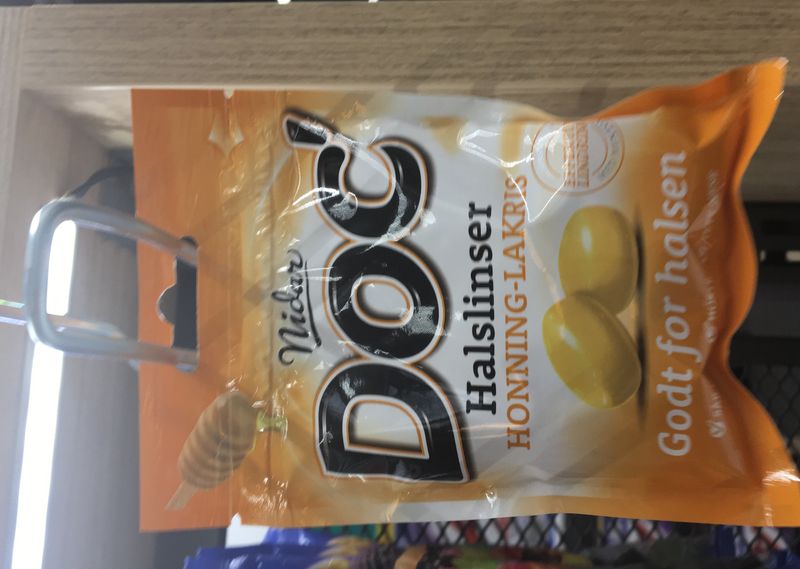 Nidar
DOC'
Halslinser
HONNING-LAKRIS
Godt for halsen